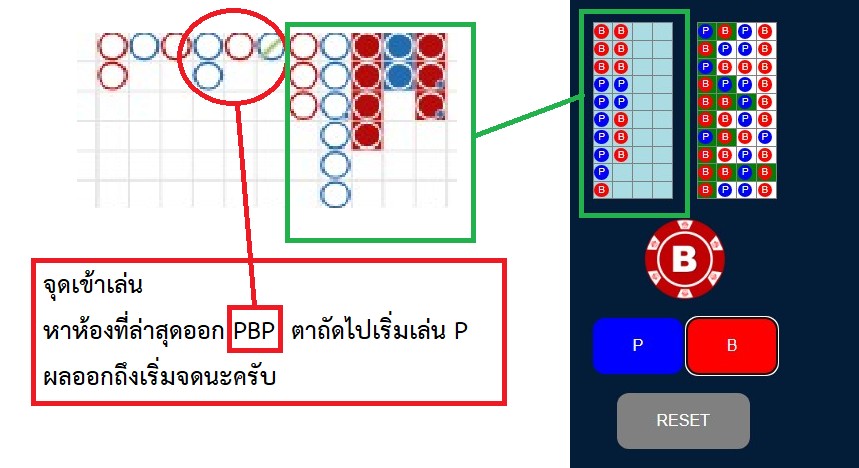 B B P B P B
B B B P P B
B B P B B B
P P B P P B
P P B B P B
P B B B P B
P B P B B P
P B B B P B
P B B P B
B B P P B
B
จุดเข้าเล่น
หาห้องที่ล่าสุดออก PBP ตาถัดไปเริ่มเล่น P
ผลออกถึงเริ่มจดนะครับ
P B
RESET